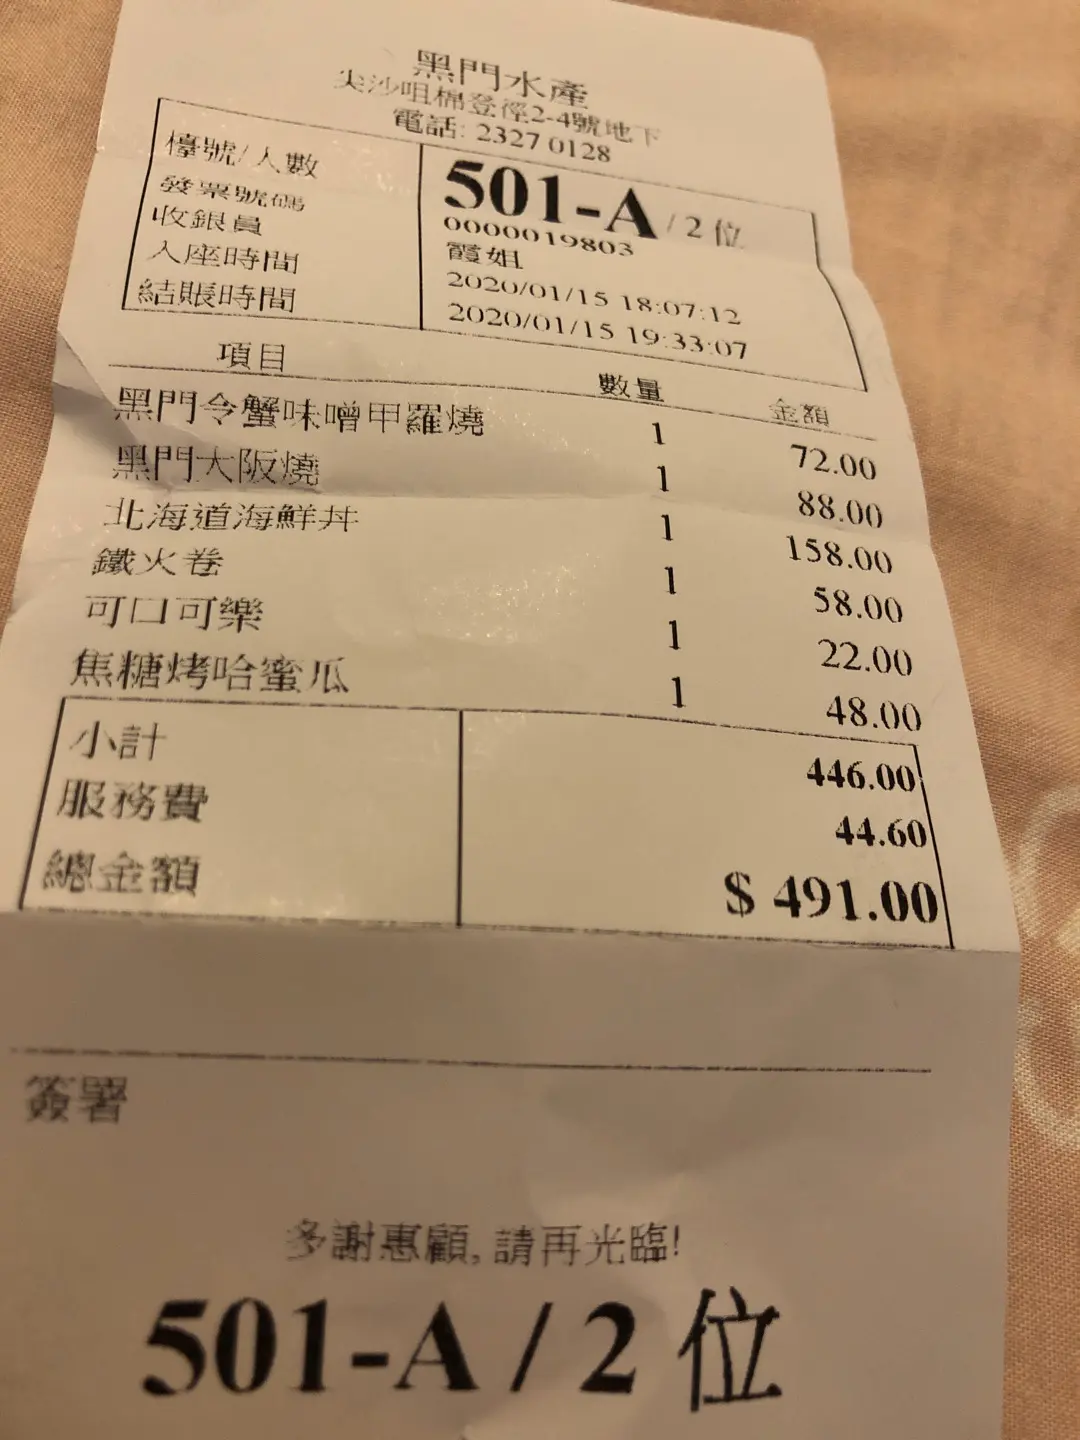 黑門水產
尖沙咀棉登徑2-4號地下
電話: 2327 0128
檯號/人數 501-A / 2 位
發票號碼 0000019803
收銀員 霞姐
入座時間 2020/01/15 18:07:12
結賬時間 2020/01/15 19:33:07
項目 數量 金額
黑門令蟹味噌甲羅燒 1 72.00
黑門大阪燒 1 88.00
北海道海鮮丼 1 158.00
鐵火卷 1 58.00
可口可樂 1 22.00
焦糖烤哈蜜瓜 1 48.00
小計 446.00
服務費 44.60
總金額 $ 491.00
簽署
多謝惠顧, 請再光臨!
501-A / 2 位